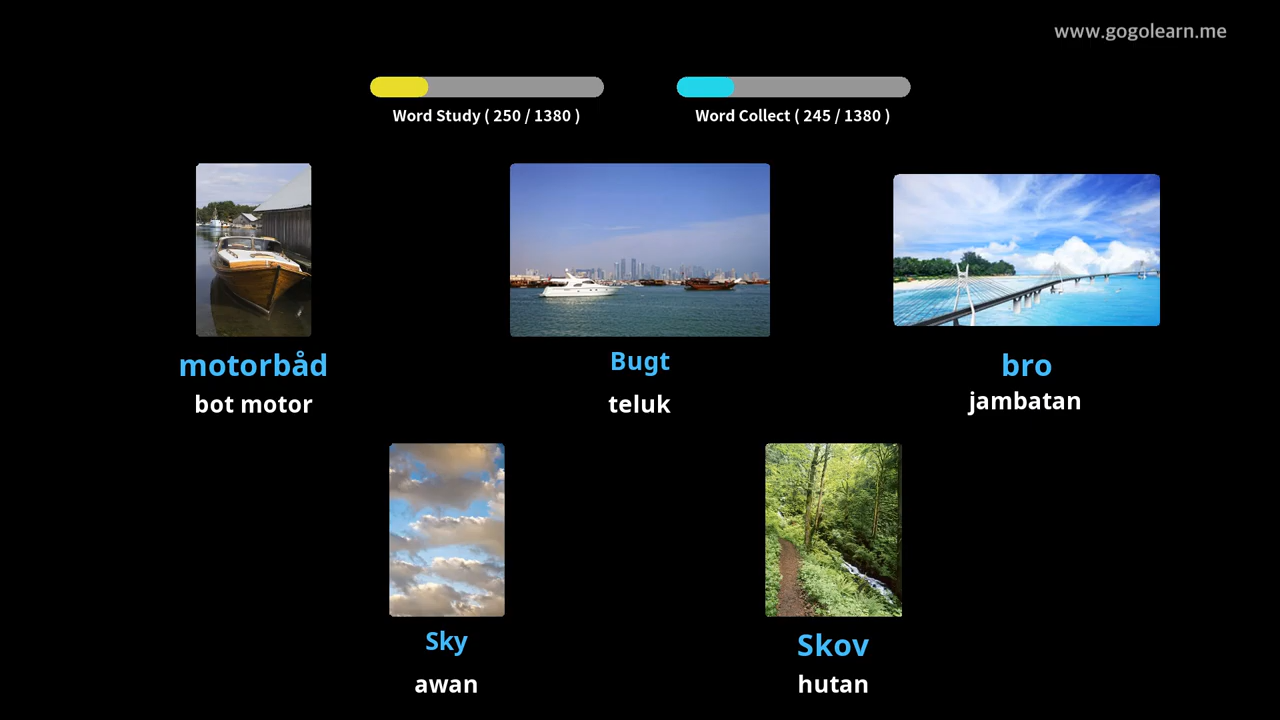 www.gogolearn.me
Word Study ( 250 / 1380 )
Word Collect ( 245 / 1380 )
motorbåd
bot motor
Bugt
teluk
bro
jambatan
Sky
awan
Skov
hutan